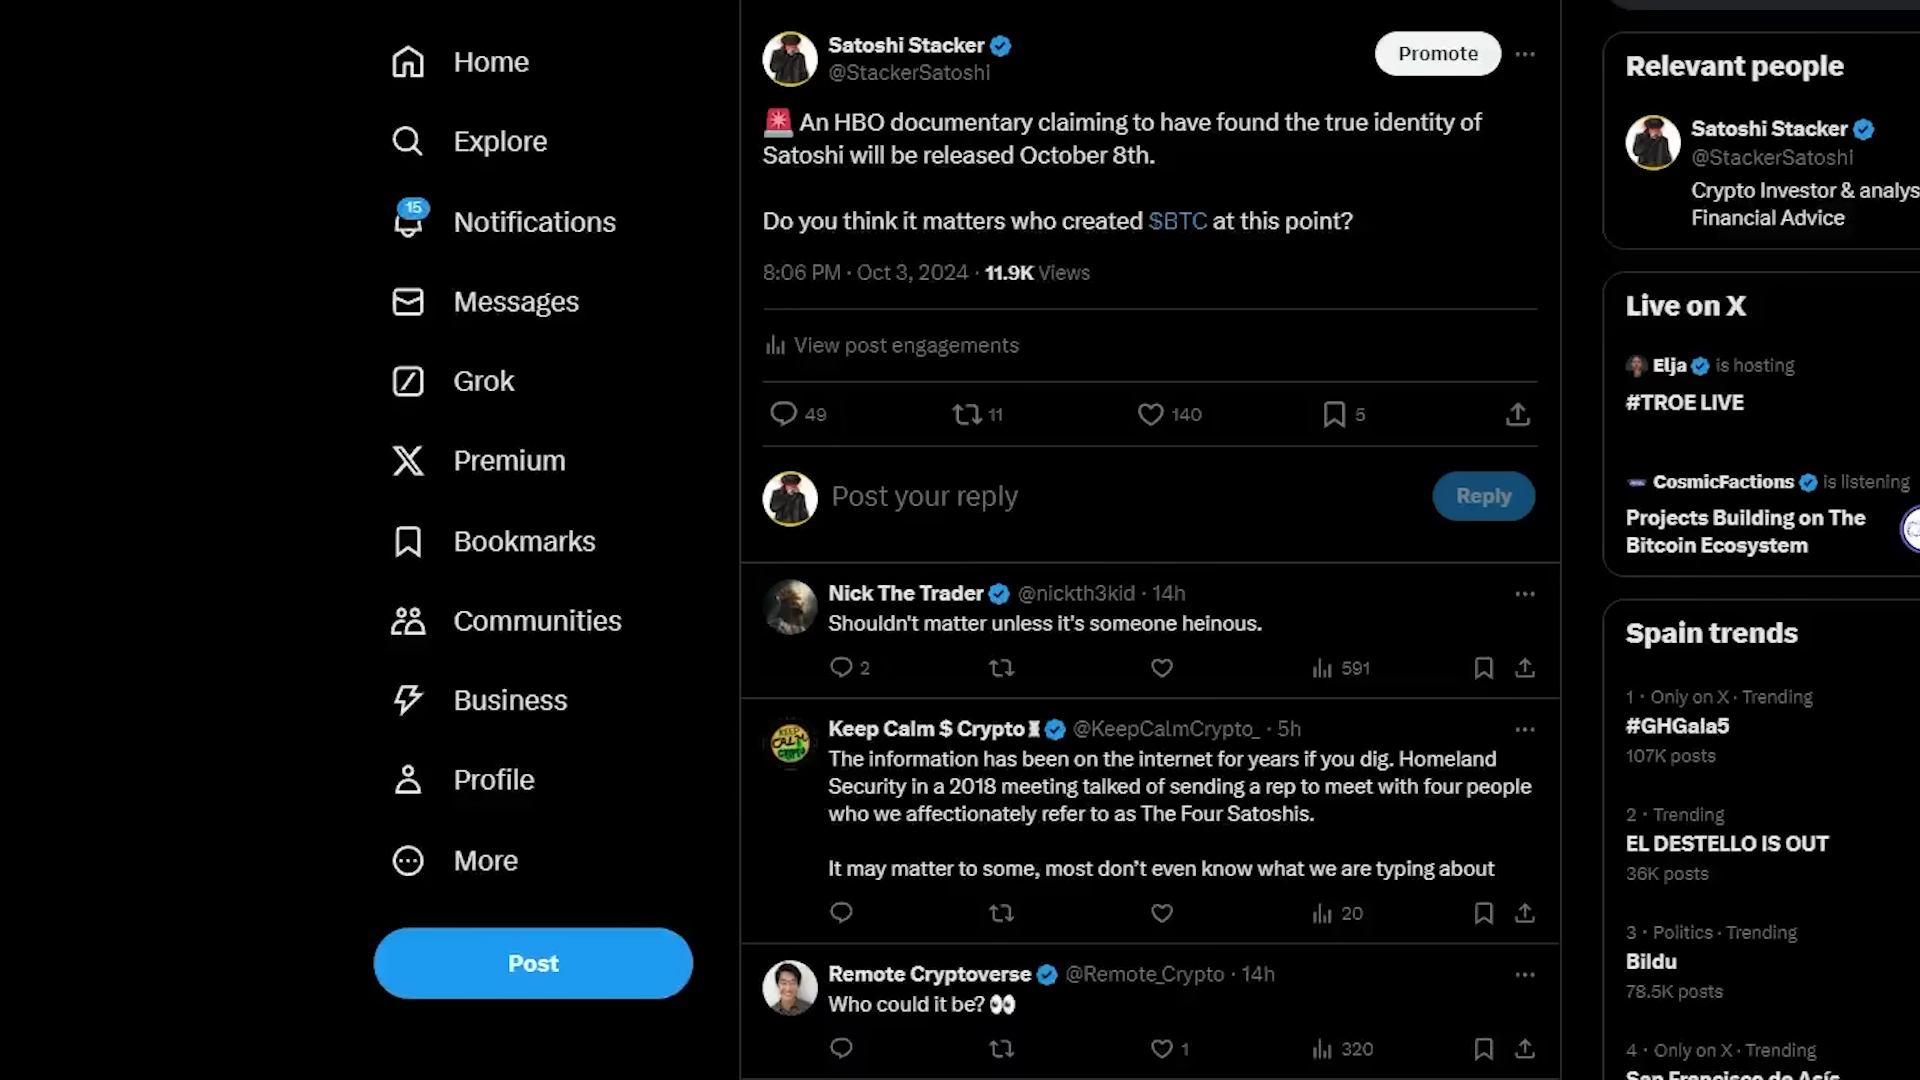 Home
Explore
15
Notifications
Messages
Grok
Premium
Bookmarks
Communities
Business
Profile
More
Post
Satoshi Stacker
@StackerSatoshi
Promote
🚨 An HBO documentary claiming to have found the true identity of
Satoshi will be released October 8th.
Do you think it matters who created $BTC at this point?
8:06 PM · Oct 3, 2024 · 11.9K Views
View post engagements
49 11 140 5
Post your reply
Reply
Nick The Trader @nickth3kid · 14h
Shouldn't matter unless it's someone heinous.
2 591
Keep Calm $ Crypto @KeepCalmCrypto_ · 5h
The information has been on the internet for years if you dig. Homeland
Security in a 2018 meeting talked of sending a rep to meet with four people
who we affectionately refer to as The Four Satoshis.
It may matter to some, most don’t even know what we are typing about
20
Remote Cryptoverse @Remote_Crypto · 14h
Who could it be? 👀
1 320
Relevant people
Satoshi Stacker
@StackerSatoshi
Crypto Investor & analys
Financial Advice
Live on X
Elja is hosting
#TROE LIVE
CosmicFactions is listening
Projects Building on The
Bitcoin Ecosystem
Spain trends
1 · Only on X · Trending
#GHGala5
107K posts
2 · Trending
EL DESTELLO IS OUT
36K posts
3 · Politics · Trending
Bildu
78.5K posts
4 · Only on X · Trending
San Francisco de Asís